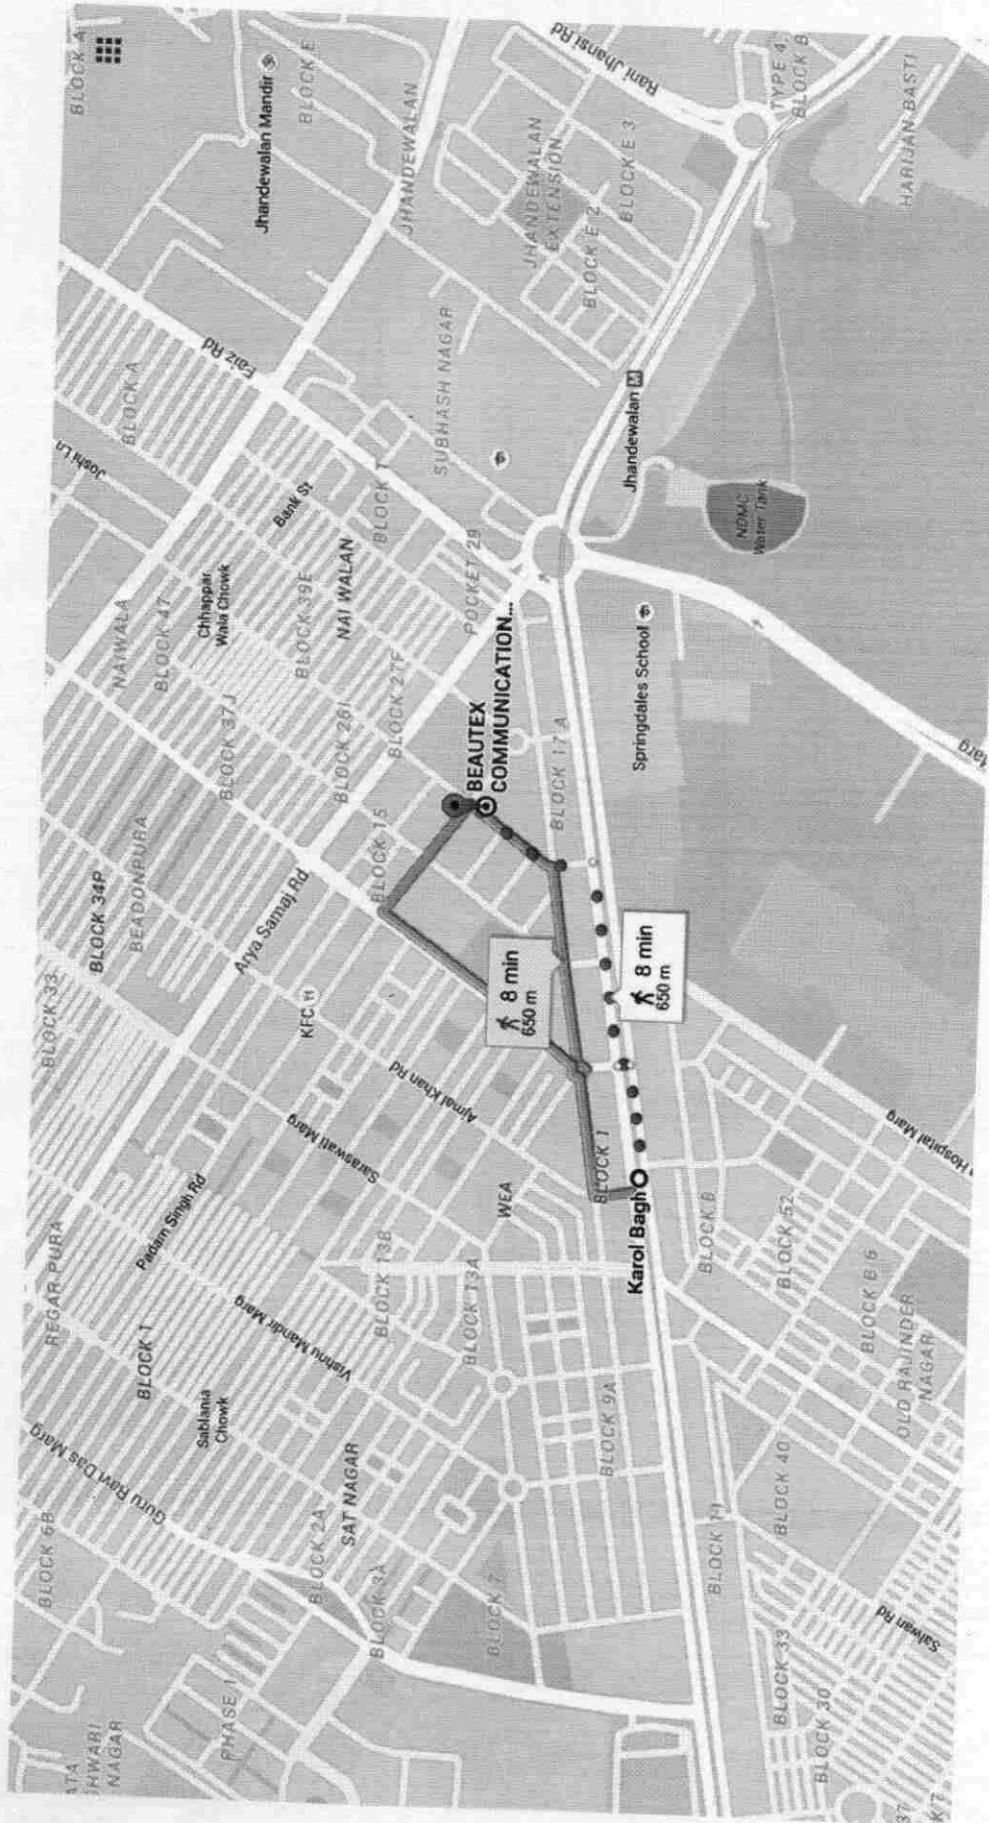 BLOCK A
Jhandewalan Mandir
BLOCK E
JHANDEWALAN
Rani Jhansi Rd
TYPE 4
BLOCK B
HARIJAN BASTI
JHANDEWALAN
EXTENSION
BLOCK E 3
BLOCK E 2
Faiz Rd
SUBHASH NAGAR
Jhandewalan
M
BLOCK A
Joshi Ln
Bank St
BLOCK
NDMC
Water Tank
NAIWALA
BLOCK 47
Chhappar
Wala Chowk
BLOCK 39E
NAI WALAN
POCKET 29
BLOCK 37J
BLOCK 26I
BLOCK 27F
BEAUTEX
COMMUNICATION...
BLOCK 17 A
Springdales School
Marg
BLOCK 34P
BEADONPURA
BLOCK 15
Arya Samaj Rd
BLOCK 33
KFC
8 min
650 m
8 min
650 m
Ajmal Khan Rd
Saraswati Marg
Hospital Marg
BLOCK 1
Karol Bagh
WEA
REGAR PURA
Padam Singh Rd
BLOCK 13B
BLOCK 13A
BLOCK B
BLOCK 52
BLOCK B 6
OLD RAJINDER
NAGAR
BLOCK 1
Vishnu Mandir Marg
Sablania
Chowk
BLOCK 9A
Guru Ravi Das Marg
SAT NAGAR
BLOCK 40
BLOCK 11
BLOCK 6B
BLOCK 2A
BLOCK 3A
BLOCK 7
Salwan Rd
BLOCK 33
BLOCK 30
PHASE 1
ATA
HWARI
NAGAR
37
K 7